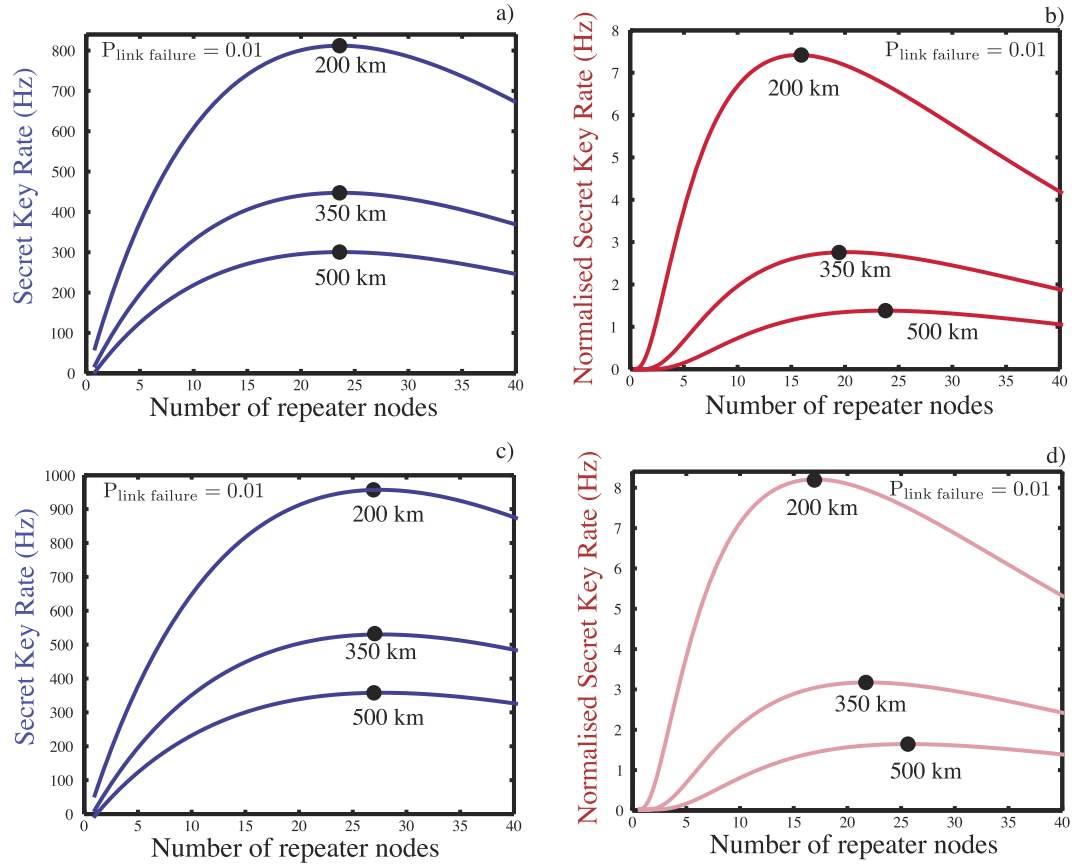 a)
P link failure = 0.01
Secret Key Rate (Hz)
800
700
600
500
400
300
200
100
0
200 km
350 km
500 km
0 5 10 15 20 25 30 35 40
Number of repeater nodes
b)
P link failure = 0.01
Normalised Secret Key Rate (Hz)
8
7
6
5
4
3
2
1
0
200 km
350 km
500 km
0 5 10 15 20 25 30 35 40
Number of repeater nodes
c)
P link failure = 0.01
Secret Key Rate (Hz)
1000
900
800
700
600
500
400
300
200
100
0
200 km
350 km
500 km
0 5 10 15 20 25 30 35 40
Number of repeater nodes
d)
P link failure = 0.01
Normalised Secret Key Rate (Hz)
8
7
6
5
4
3
2
1
0
200 km
350 km
500 km
0 5 10 15 20 25 30 35 40
Number of repeater nodes